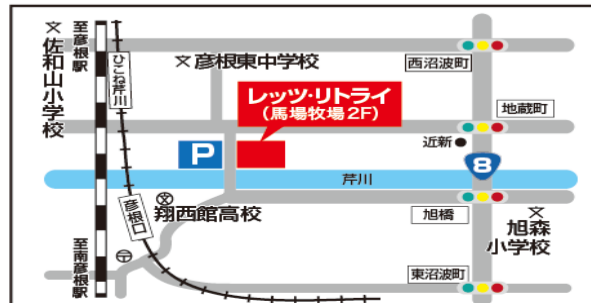 至彦根駅
佐和山小学校
ひこね芹川
彦根東中学校
西沼波町
レッツ・リトライ
(馬場牧場2F)
地蔵町
近新
P
8
芹川
彦根口
翔西館高校
旭橋
旭森
小学校
至南彦根駅
東沼波町